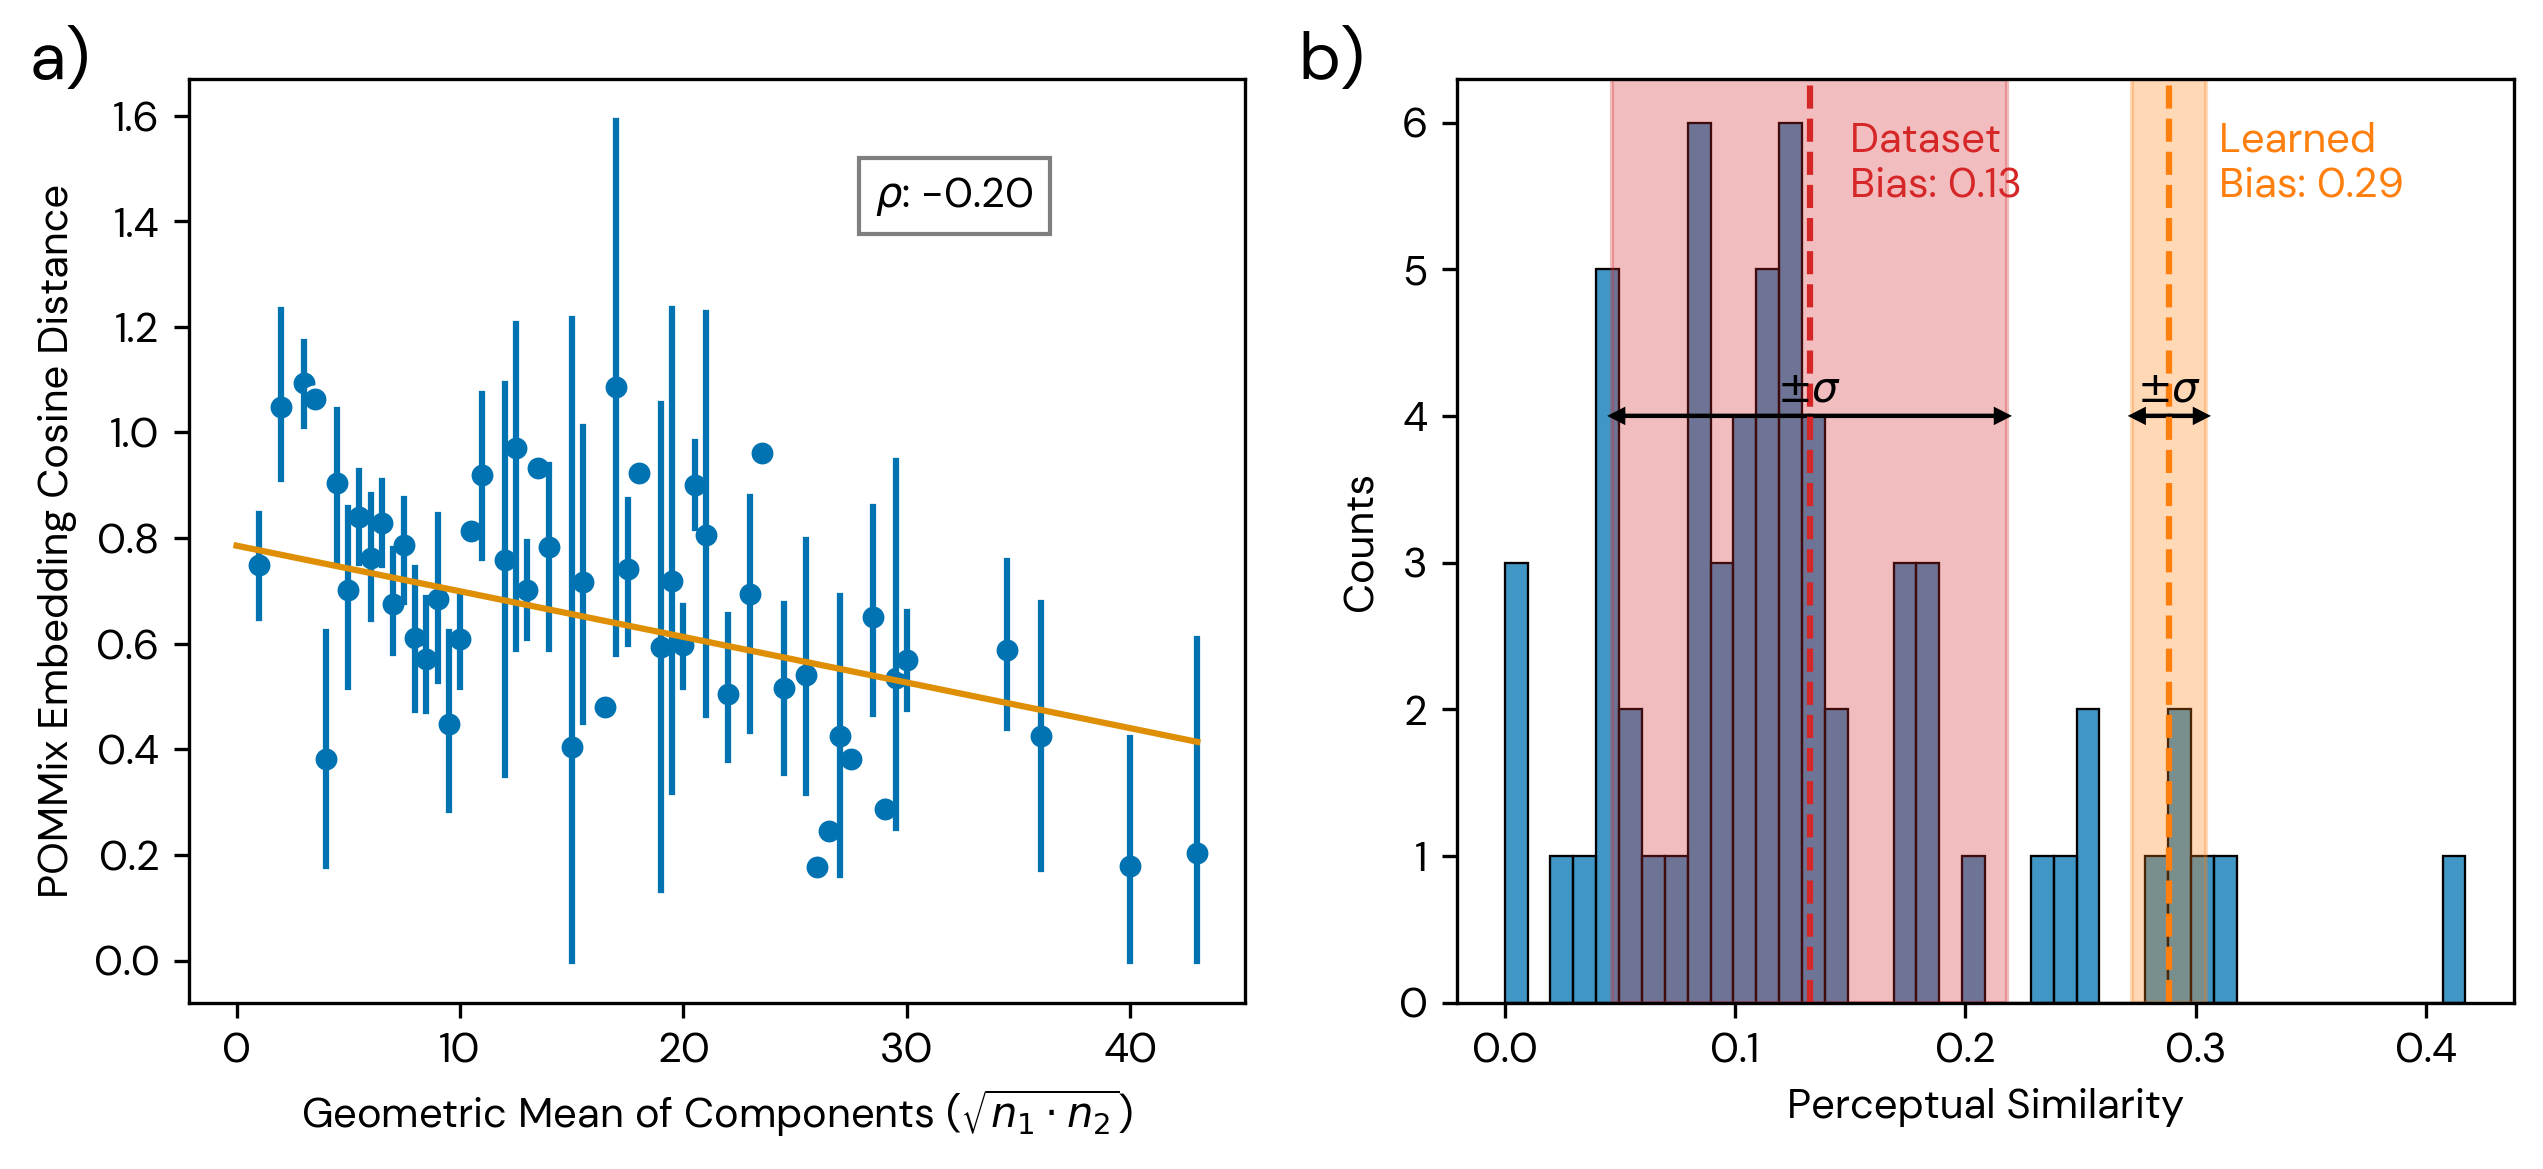 a)
1.6
1.4
1.2
1.0
0.8
0.6
0.4
0.2
0.0
POMMix Embedding Cosine Distance
ρ: -0.20
0 10 20 30 40
Geometric Mean of Components (√n₁ · n₂)
b)
6
5
4
3
2
1
0
Counts
Dataset
Bias: 0.13
Learned
Bias: 0.29
±σ
±σ
0.0 0.1 0.2 0.3 0.4
Perceptual Similarity